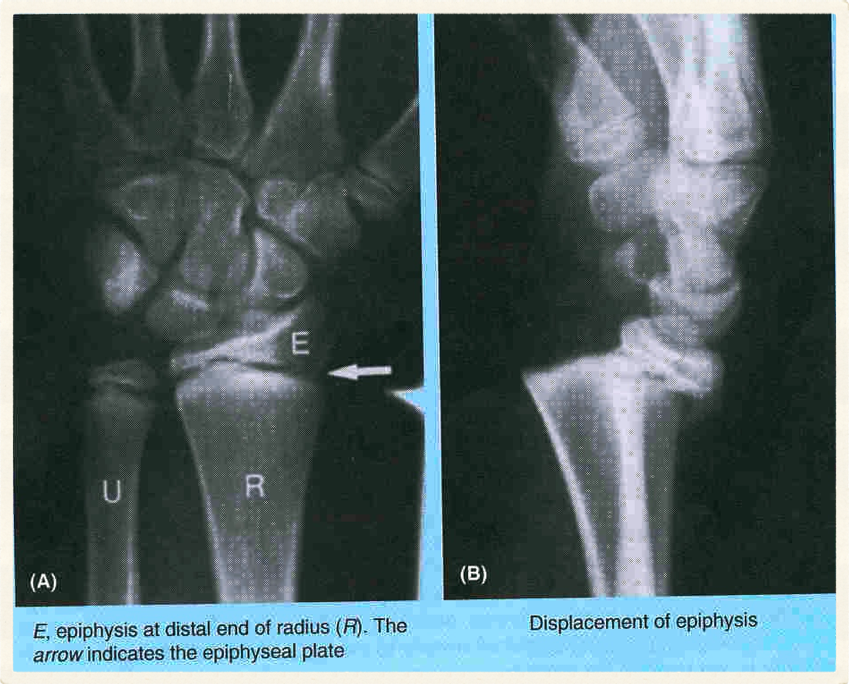 E
U
R
(A)
(B)
E, epiphysis at distal end of radius (R). The
arrow indicates the epiphyseal plate
Displacement of epiphysis